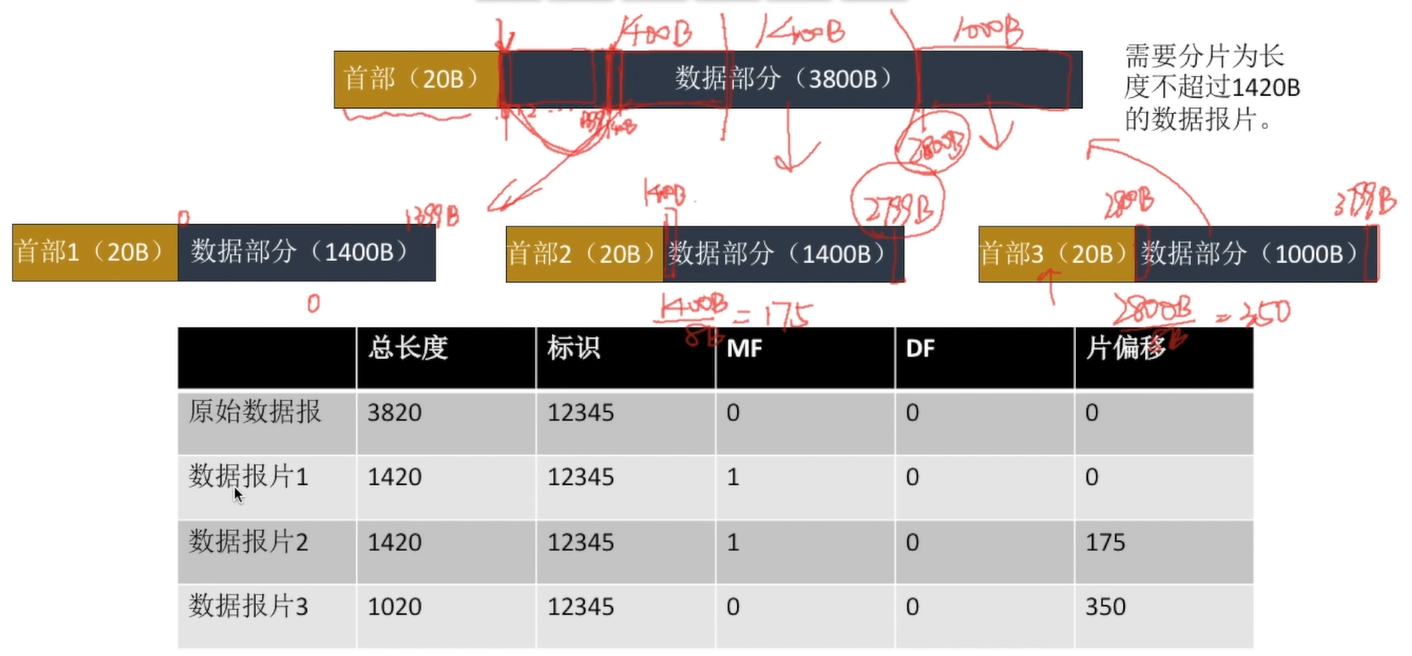 1400B 1400B 1000B
首部（20B） 数据部分（3800B）
需要分片为长
度不超过1420B
的数据报片。
2800B
0 1399B
1400B
2799B
2800B 3799B
首部1（20B） 数据部分（1400B）
首部2（20B） 数据部分（1400B）
首部3（20B） 数据部分（1000B）
0
1400B/8B = 175
2800B/8B = 350
总长度 标识 MF DF 片偏移
原始数据报 3820 12345 0 0 0
数据报片1 1420 12345 1 0 0
数据报片2 1420 12345 1 0 175
数据报片3 1020 12345 0 0 350